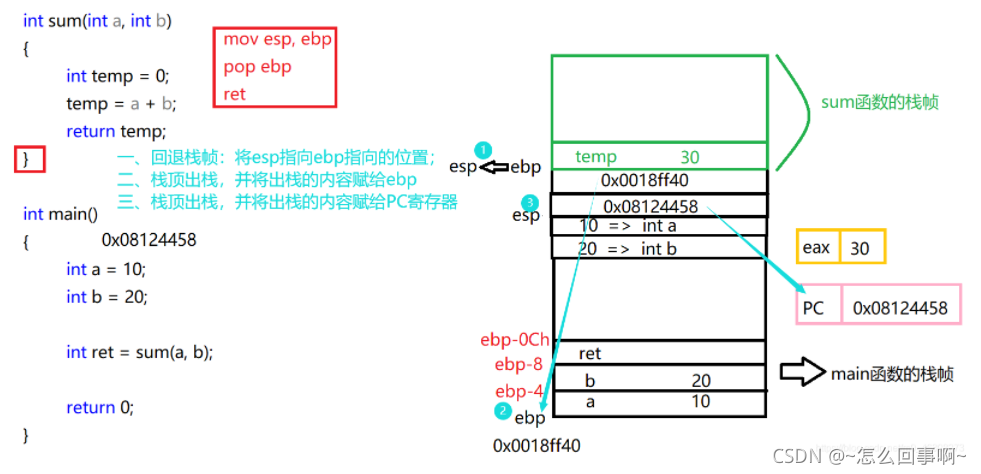 int sum(int a, int b)
{
int temp = 0;
temp = a + b;
return temp;
}
mov esp, ebp
pop ebp
ret
一、回退栈帧：将esp指向ebp指向的位置；
二、栈顶出栈，并将出栈的内容赋给ebp
三、栈顶出栈，并将出栈的内容赋给PC寄存器
int main()
{
0x08124458
int a = 10;
int b = 20;
int ret = sum(a, b);
return 0;
}
sum函数的栈帧
temp 30
esp 1 ebp
0x0018ff40
esp 3
0x08124458
10 => int a
20 => int b
eax 30
PC 0x08124458
ebp-0Ch
ret
ebp-8
b 20
ebp-4
a 10
2 ebp
0x0018ff40
main函数的栈帧
CSDN @~怎么回事啊~